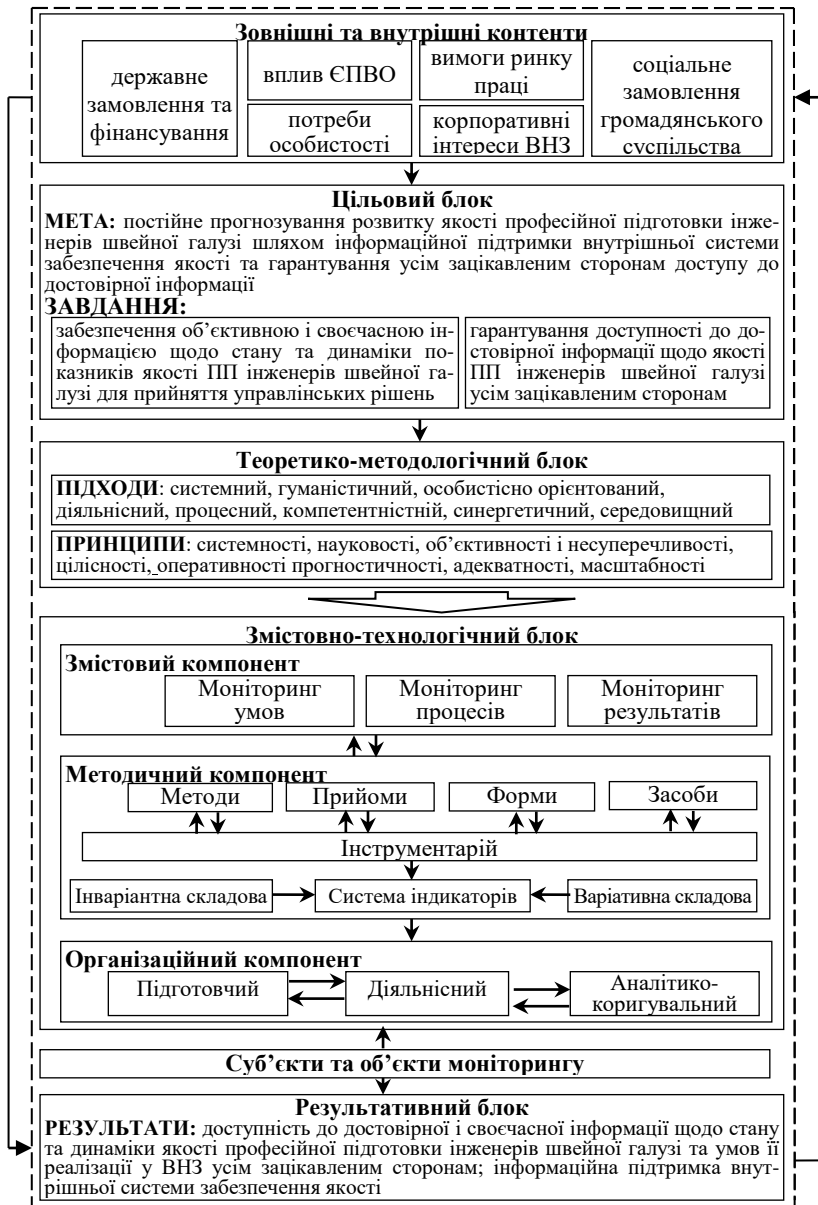 Зовнішні та внутрішні контенти
державне
замовлення та
фінансування
вплив ЄПВО
вимоги ринку
праці
соціальне
замовлення
громадянського
суспільства
потреби
особистості
корпоративні
інтереси ВНЗ
Цільовий блок
МЕТА: постійне прогнозування розвитку якості професійної підготовки інже-
нерів швейної галузі шляхом інформаційної підтримки внутрішньої системи
забезпечення якості та гарантування усім зацікавленим сторонам доступу до
достовірної інформації
ЗАВДАННЯ:
забезпечення об’єктивною і своєчасною ін-
формацією щодо стану та динаміки по-
казників якості ПП інженерів швейної га-
лузі для прийняття управлінських рішень
гарантування доступності до до-
стовірної інформації щодо якості
ПП інженерів швейної галузі
усім зацікавленим сторонам
Теоретико-методологічний блок
ПІДХОДИ: системний, гуманістичний, особистісно орієнтований,
діяльнісний, процесний, компетентністній, синергетичний, середовищний
ПРИНЦИПИ: системності, науковості, об’єктивності і несуперечливості,
цілісності, оперативності прогностичності, адекватності, масштабності
Змістовно-технологічний блок
Змістовий компонент
Моніторинг
умов
Моніторинг
процесів
Моніторинг
результатів
Методичний компонент
Методи
Прийоми
Форми
Засоби
Інструментарій
Інваріантна складова
Система індикаторів
Варіативна складова
Організаційний компонент
Підготовчий
Діяльнісний
Аналітико-
коригувальний
Суб’єкти та об’єкти моніторингу
Результативний блок
РЕЗУЛЬТАТИ: доступність до достовірної і своєчасної інформації щодо стану
та динаміки якості професійної підготовки інженерів швейної галузі та умов її
реалізації у ВНЗ усім зацікавленим сторонам; інформаційна підтримка внут-
рішньої системи забезпечення якості